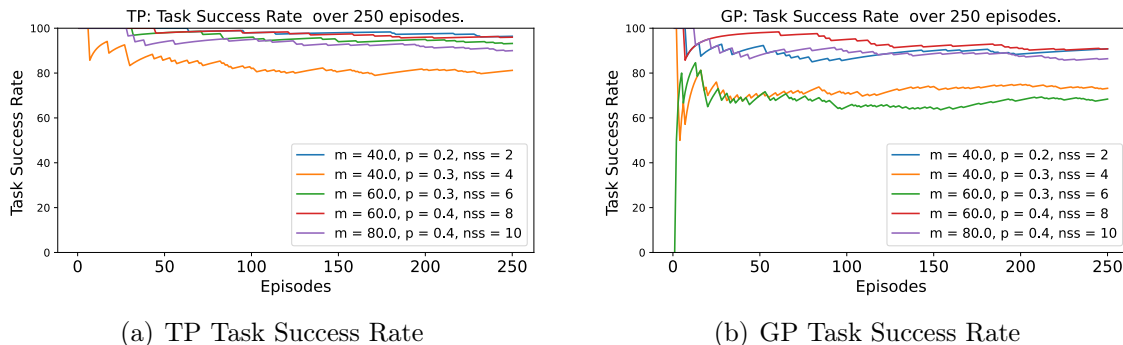 TP: Task Success Rate  over 250 episodes.
Task Success Rate
100
80
60
40
20
0
m = 40.0, p = 0.2, nss = 2
m = 40.0, p = 0.3, nss = 4
m = 60.0, p = 0.3, nss = 6
m = 60.0, p = 0.4, nss = 8
m = 80.0, p = 0.4, nss = 10
0 50 100 150 200 250
Episodes
(a) TP Task Success Rate
GP: Task Success Rate  over 250 episodes.
Task Success Rate
100
80
60
40
20
0
m = 40.0, p = 0.2, nss = 2
m = 40.0, p = 0.3, nss = 4
m = 60.0, p = 0.3, nss = 6
m = 60.0, p = 0.4, nss = 8
m = 80.0, p = 0.4, nss = 10
0 50 100 150 200 250
Episodes
(b) GP Task Success Rate